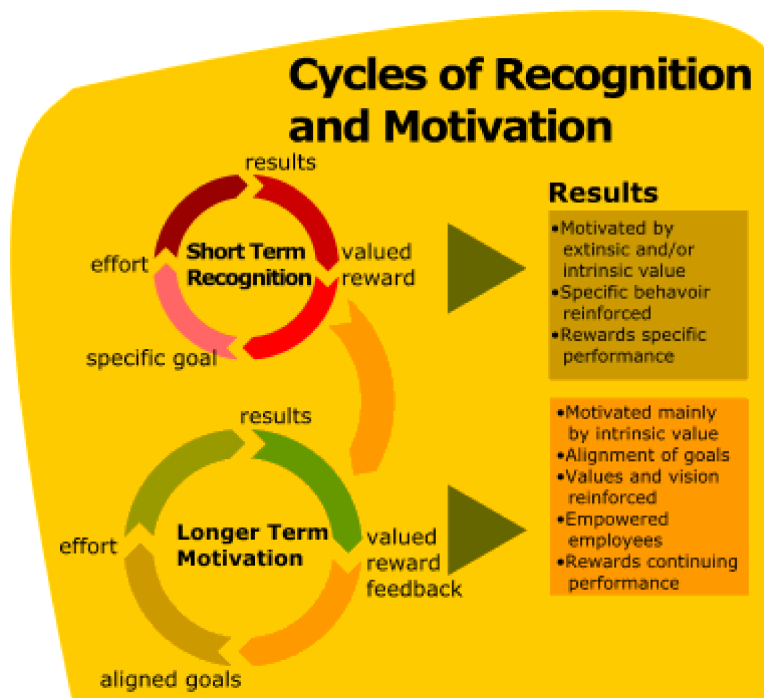 Cycles of Recognition
and Motivation
results
Short Term
Recognition
effort
valued
reward
specific goal
Results
•Motivated by
extinsic and/or
intrinsic value
•Specific behavoir
reinforced
•Rewards specific
performance
results
Longer Term
Motivation
effort
valued
reward
feedback
aligned goals
•Motivated mainly
by intrinsic value
•Alignment of goals
•Values and vision
reinforced
•Empowered
employees
•Rewards continuing
performance